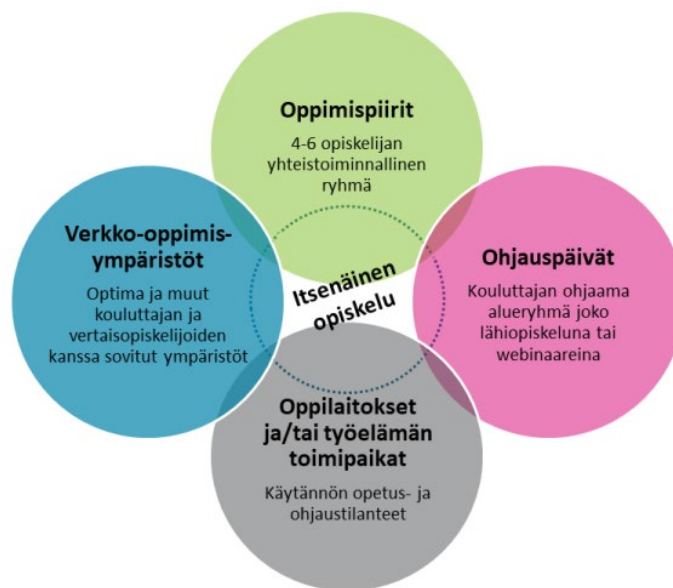 Oppimispiirit
4-6 opiskelijan
yhteistoiminnallinen
ryhmä
Verkko-oppimis-
ympäristöt
Optima ja muut
kouluttajan ja
vertaisopiskelijoiden
kanssa sovitut ympäristöt
Itsenäinen
opiskelu
Ohjauspäivät
Kouluttajan ohjaama
alueryhmä joko
lähiopiskeluna tai
webinaareina
Oppilaitokset
ja/tai työelämän
toimipaikat
Käytännön opetus- ja
ohjaustilanteet